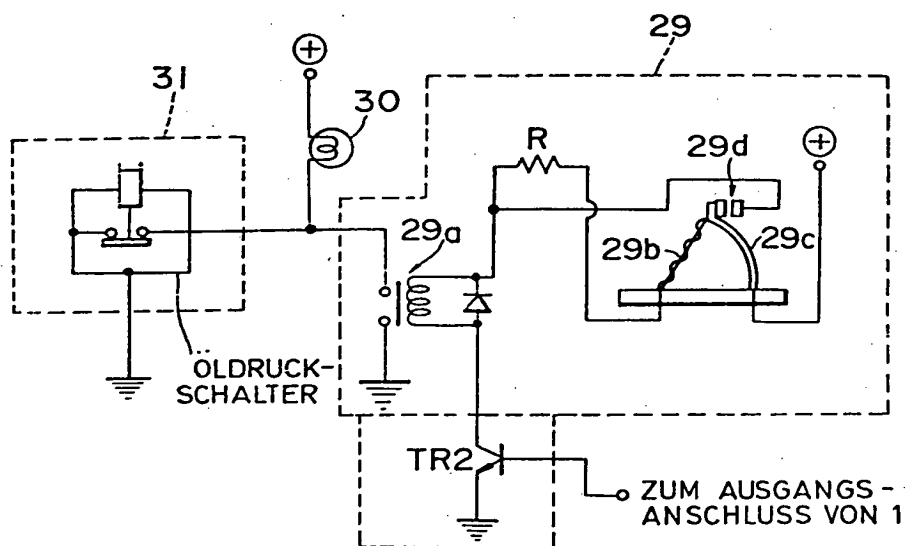 29
31
+
30
R
29d
+
29a
29b
29c
ÖLDRUCK-
SCHALTER
TR2
ZUM AUSGANGS-
ANSCHLUSS VON 1